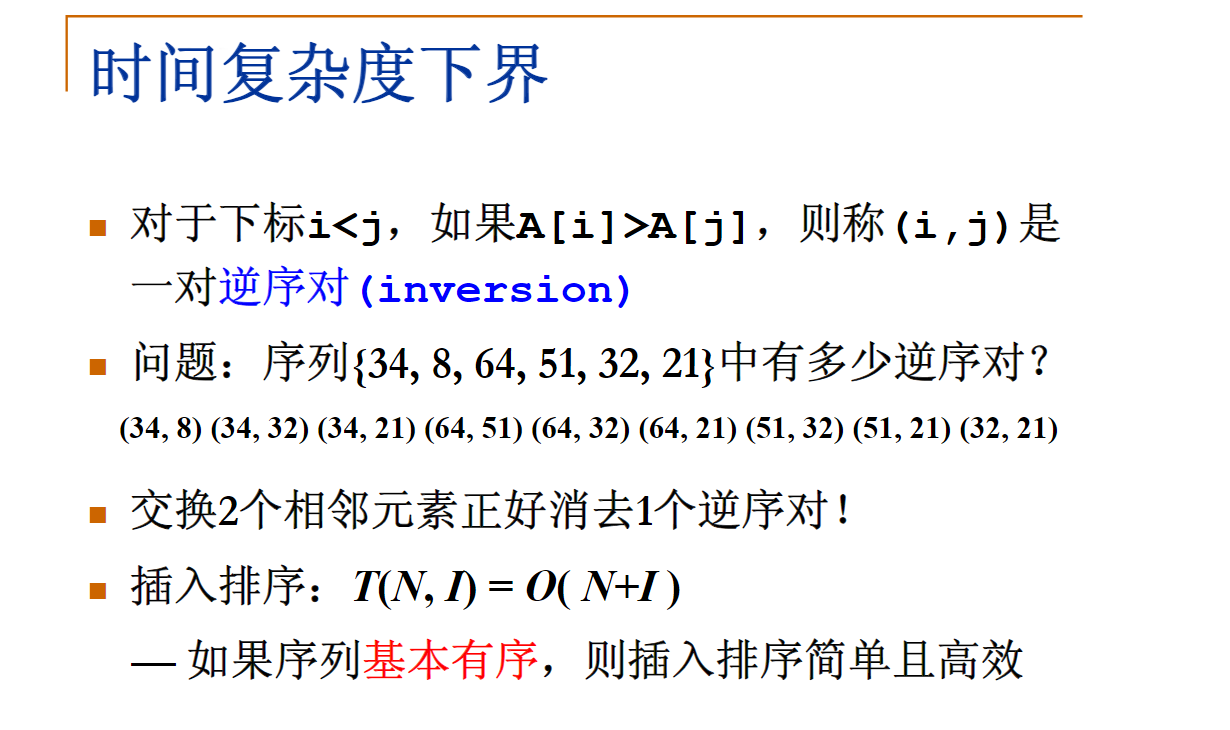 时间复杂度下界
对于下标i<j，如果A[i]>A[j]，则称(i,j)是
一对逆序对(inversion)
问题：序列{34, 8, 64, 51, 32, 21}中有多少逆序对？
(34, 8) (34, 32) (34, 21) (64, 51) (64, 32) (64, 21) (51, 32) (51, 21) (32, 21)
交换2个相邻元素正好消去1个逆序对！
插入排序：T(N, I) = O( N+I )
— 如果序列基本有序，则插入排序简单且高效